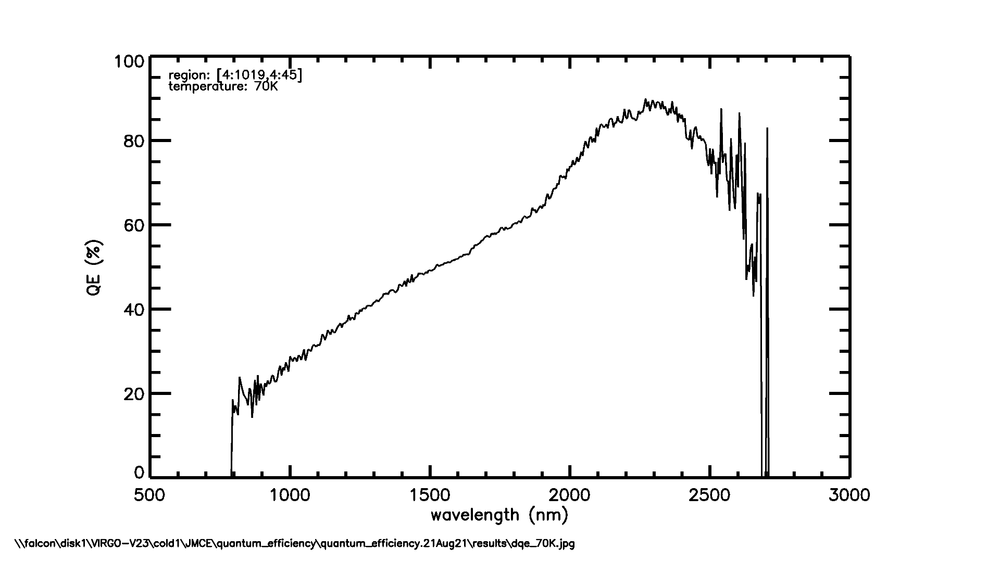 100
region: [4:1019,4:45]
temperature: 70K
80
60
40
20
0
QE (%)
500 1000 1500 2000 2500 3000
wavelength (nm)
\\falcon\disk1\VIRGO-V23\cold1\JMCE\quantum_efficiency\quantum_efficiency.21Aug21\results\dqe_70K.jpg